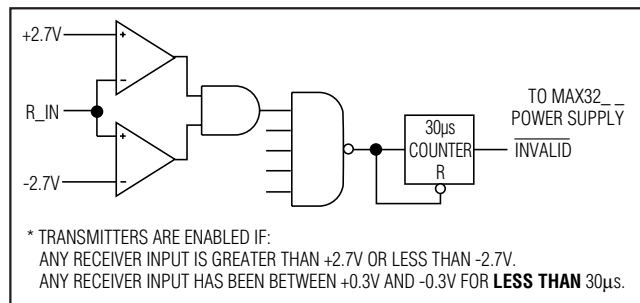 +2.7V
R_IN
-2.7V
30μs
COUNTER
R
TO MAX32_ _
POWER SUPPLY
INVALID
* TRANSMITTERS ARE ENABLED IF:
ANY RECEIVER INPUT IS GREATER THAN +2.7V OR LESS THAN -2.7V.
ANY RECEIVER INPUT HAS BEEN BETWEEN +0.3V AND -0.3V FOR LESS THAN 30μs.